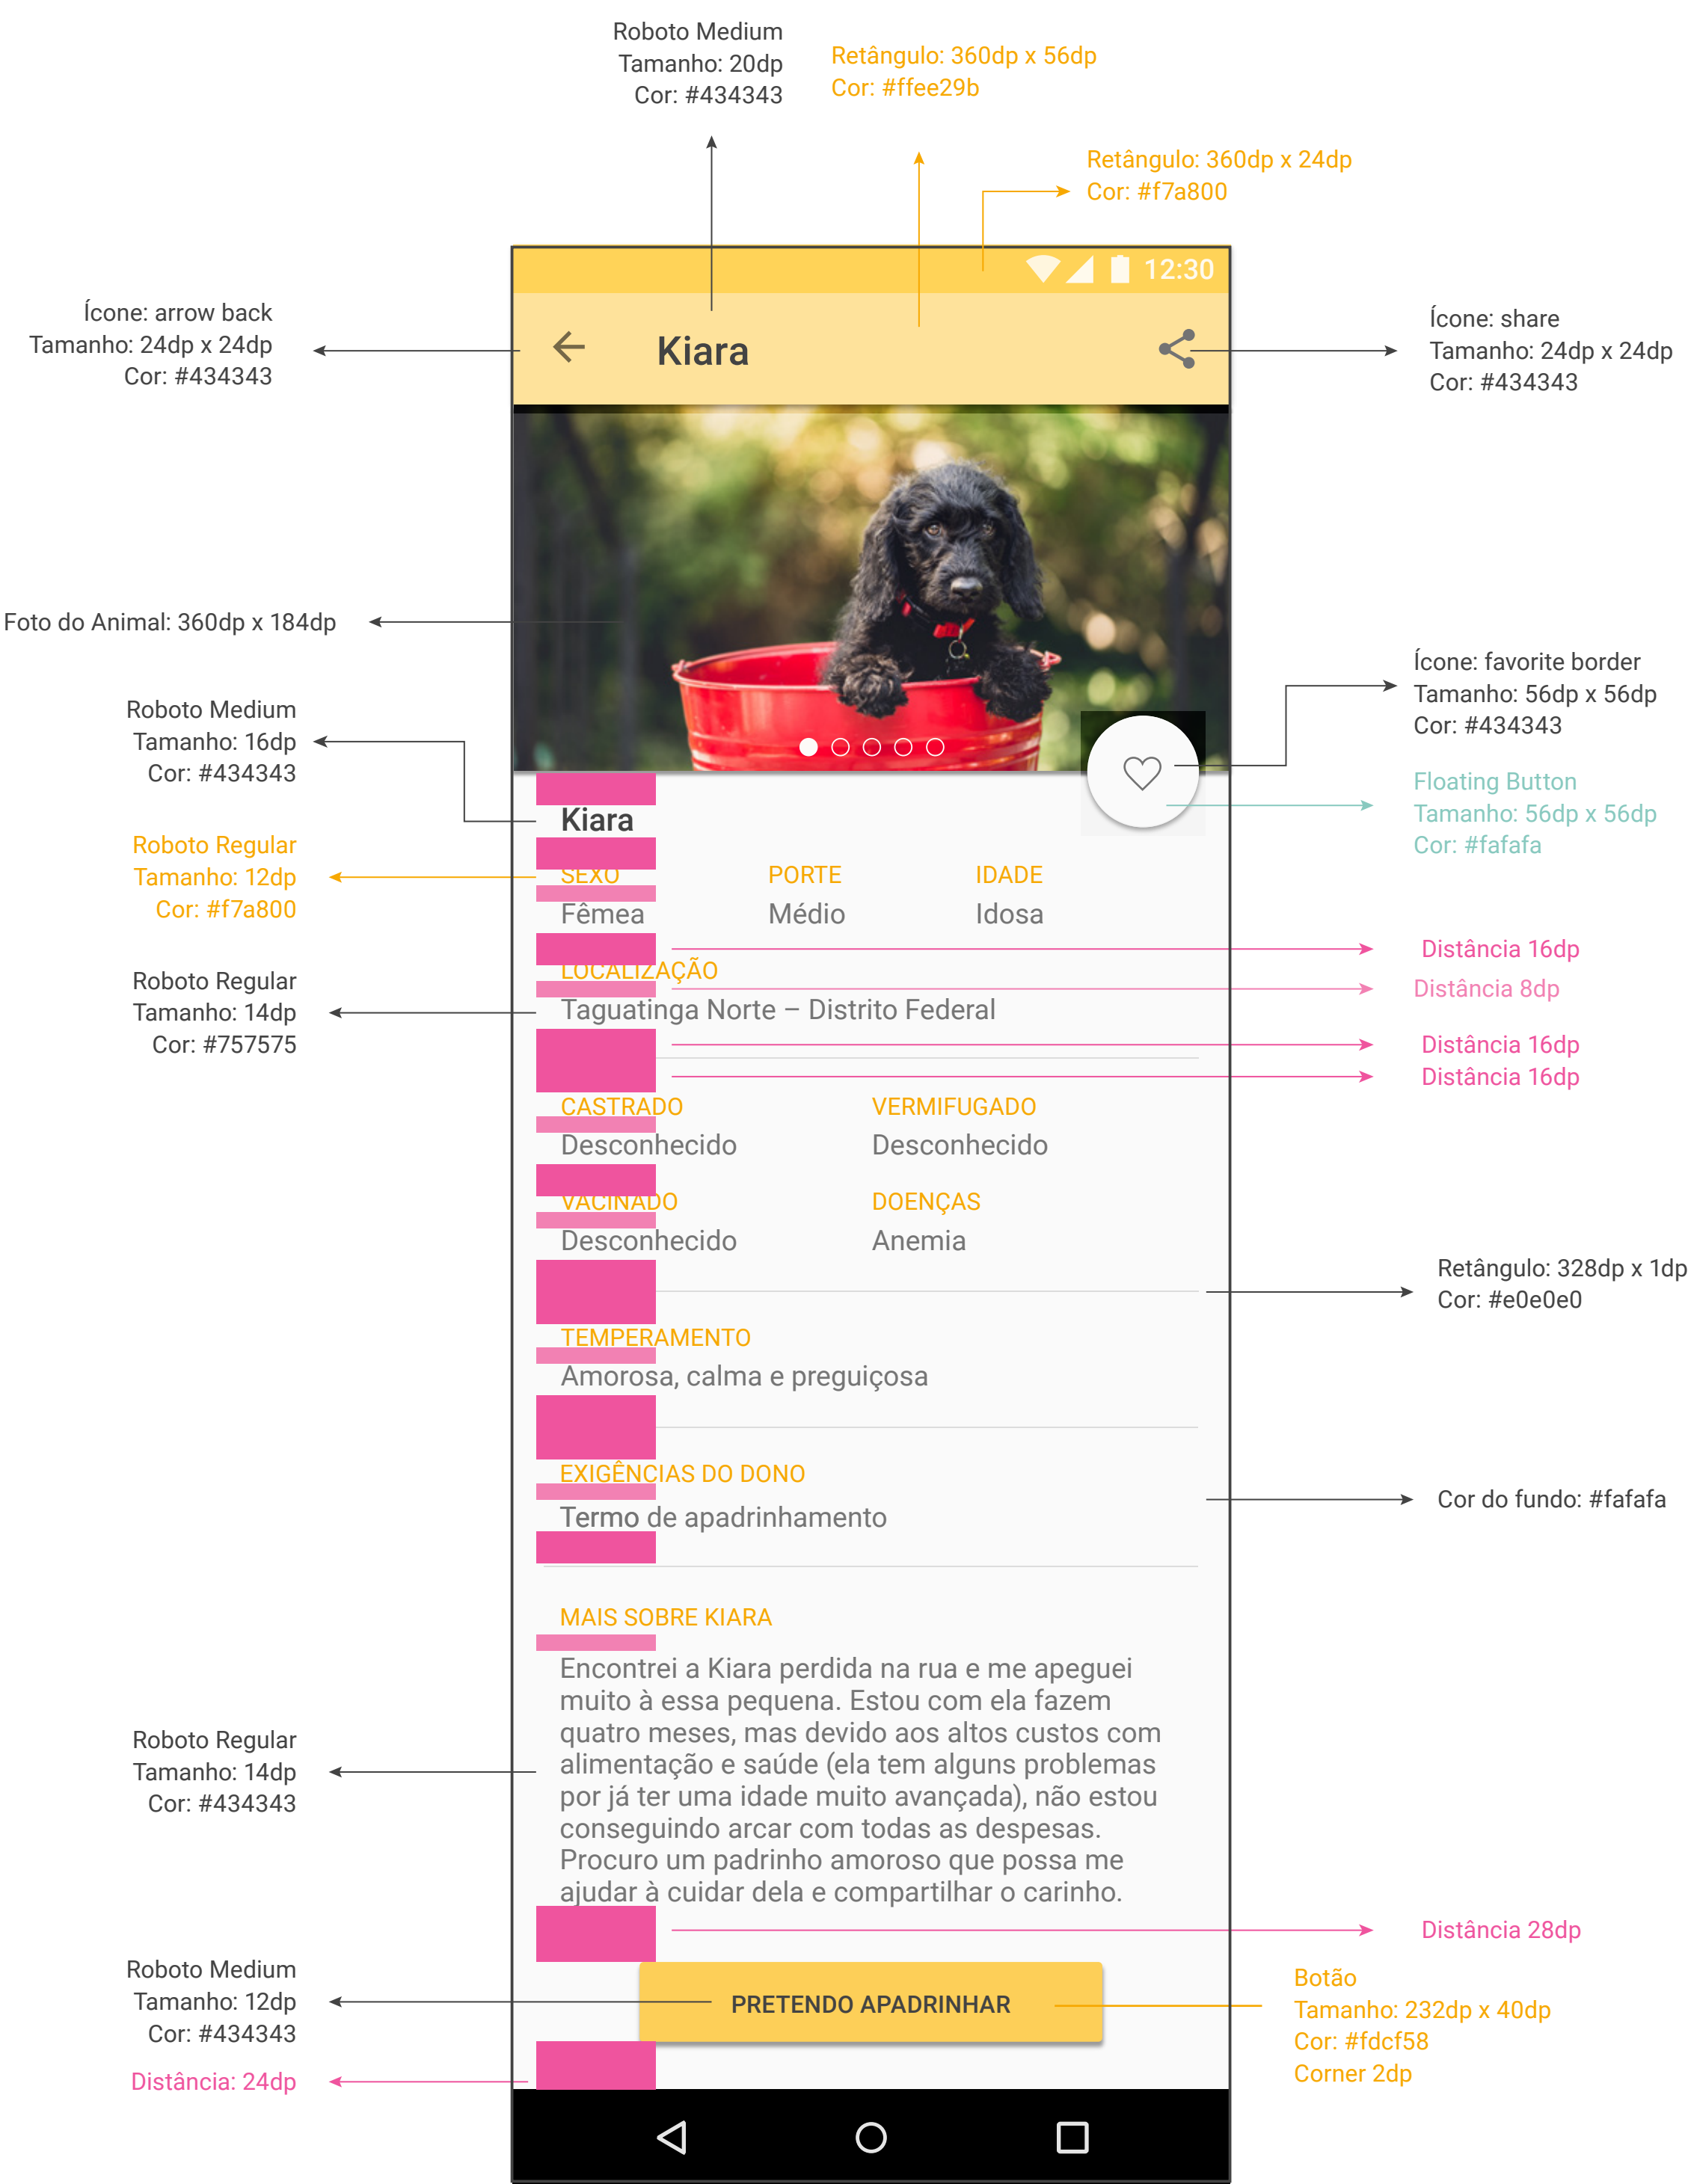 Roboto Medium
Tamanho: 20dp
Cor: #434343
Retângulo: 360dp x 56dp
Cor: #ffee29b
Retângulo: 360dp x 24dp
Cor: #f7a800
12:30
Ícone: arrow back
Tamanho: 24dp x 24dp
Cor: #434343
Kiara
Ícone: share
Tamanho: 24dp x 24dp
Cor: #434343
Foto do Animal: 360dp x 184dp
Ícone: favorite border
Tamanho: 56dp x 56dp
Cor: #434343
Roboto Medium
Tamanho: 16dp
Cor: #434343
Floating Button
Tamanho: 56dp x 56dp
Cor: #fafafa
Kiara
Roboto Regular
Tamanho: 12dp
Cor: #f7a800
SEXO PORTE IDADE
Fêmea Médio Idosa
Distância 16dp
LOCALIZAÇÃO
Distância 8dp
Taguatinga Norte – Distrito Federal
Roboto Regular
Tamanho: 14dp
Cor: #757575
Distância 16dp
Distância 16dp
CASTRADO VERMIFUGADO
Desconhecido Desconhecido
VACINADO DOENÇAS
Desconhecido Anemia
Retângulo: 328dp x 1dp
Cor: #e0e0e0
TEMPERAMENTO
Amorosa, calma e preguiçosa
EXIGÊNCIAS DO DONO
Termo de apadrinhamento
Cor do fundo: #fafafa
MAIS SOBRE KIARA
Encontrei a Kiara perdida na rua e me apeguei
muito à essa pequena. Estou com ela fazem
quatro meses, mas devido aos altos custos com
alimentação e saúde (ela tem alguns problemas
por já ter uma idade muito avançada), não estou
conseguindo arcar com todas as despesas.
Procuro um padrinho amoroso que possa me
ajudar à cuidar dela e compartilhar o carinho.
Roboto Regular
Tamanho: 14dp
Cor: #434343
Distância 28dp
Roboto Medium
Tamanho: 12dp
Cor: #434343
PRETENDO APADRINHAR
Botão
Tamanho: 232dp x 40dp
Cor: #fdcf58
Corner 2dp
Distância: 24dp